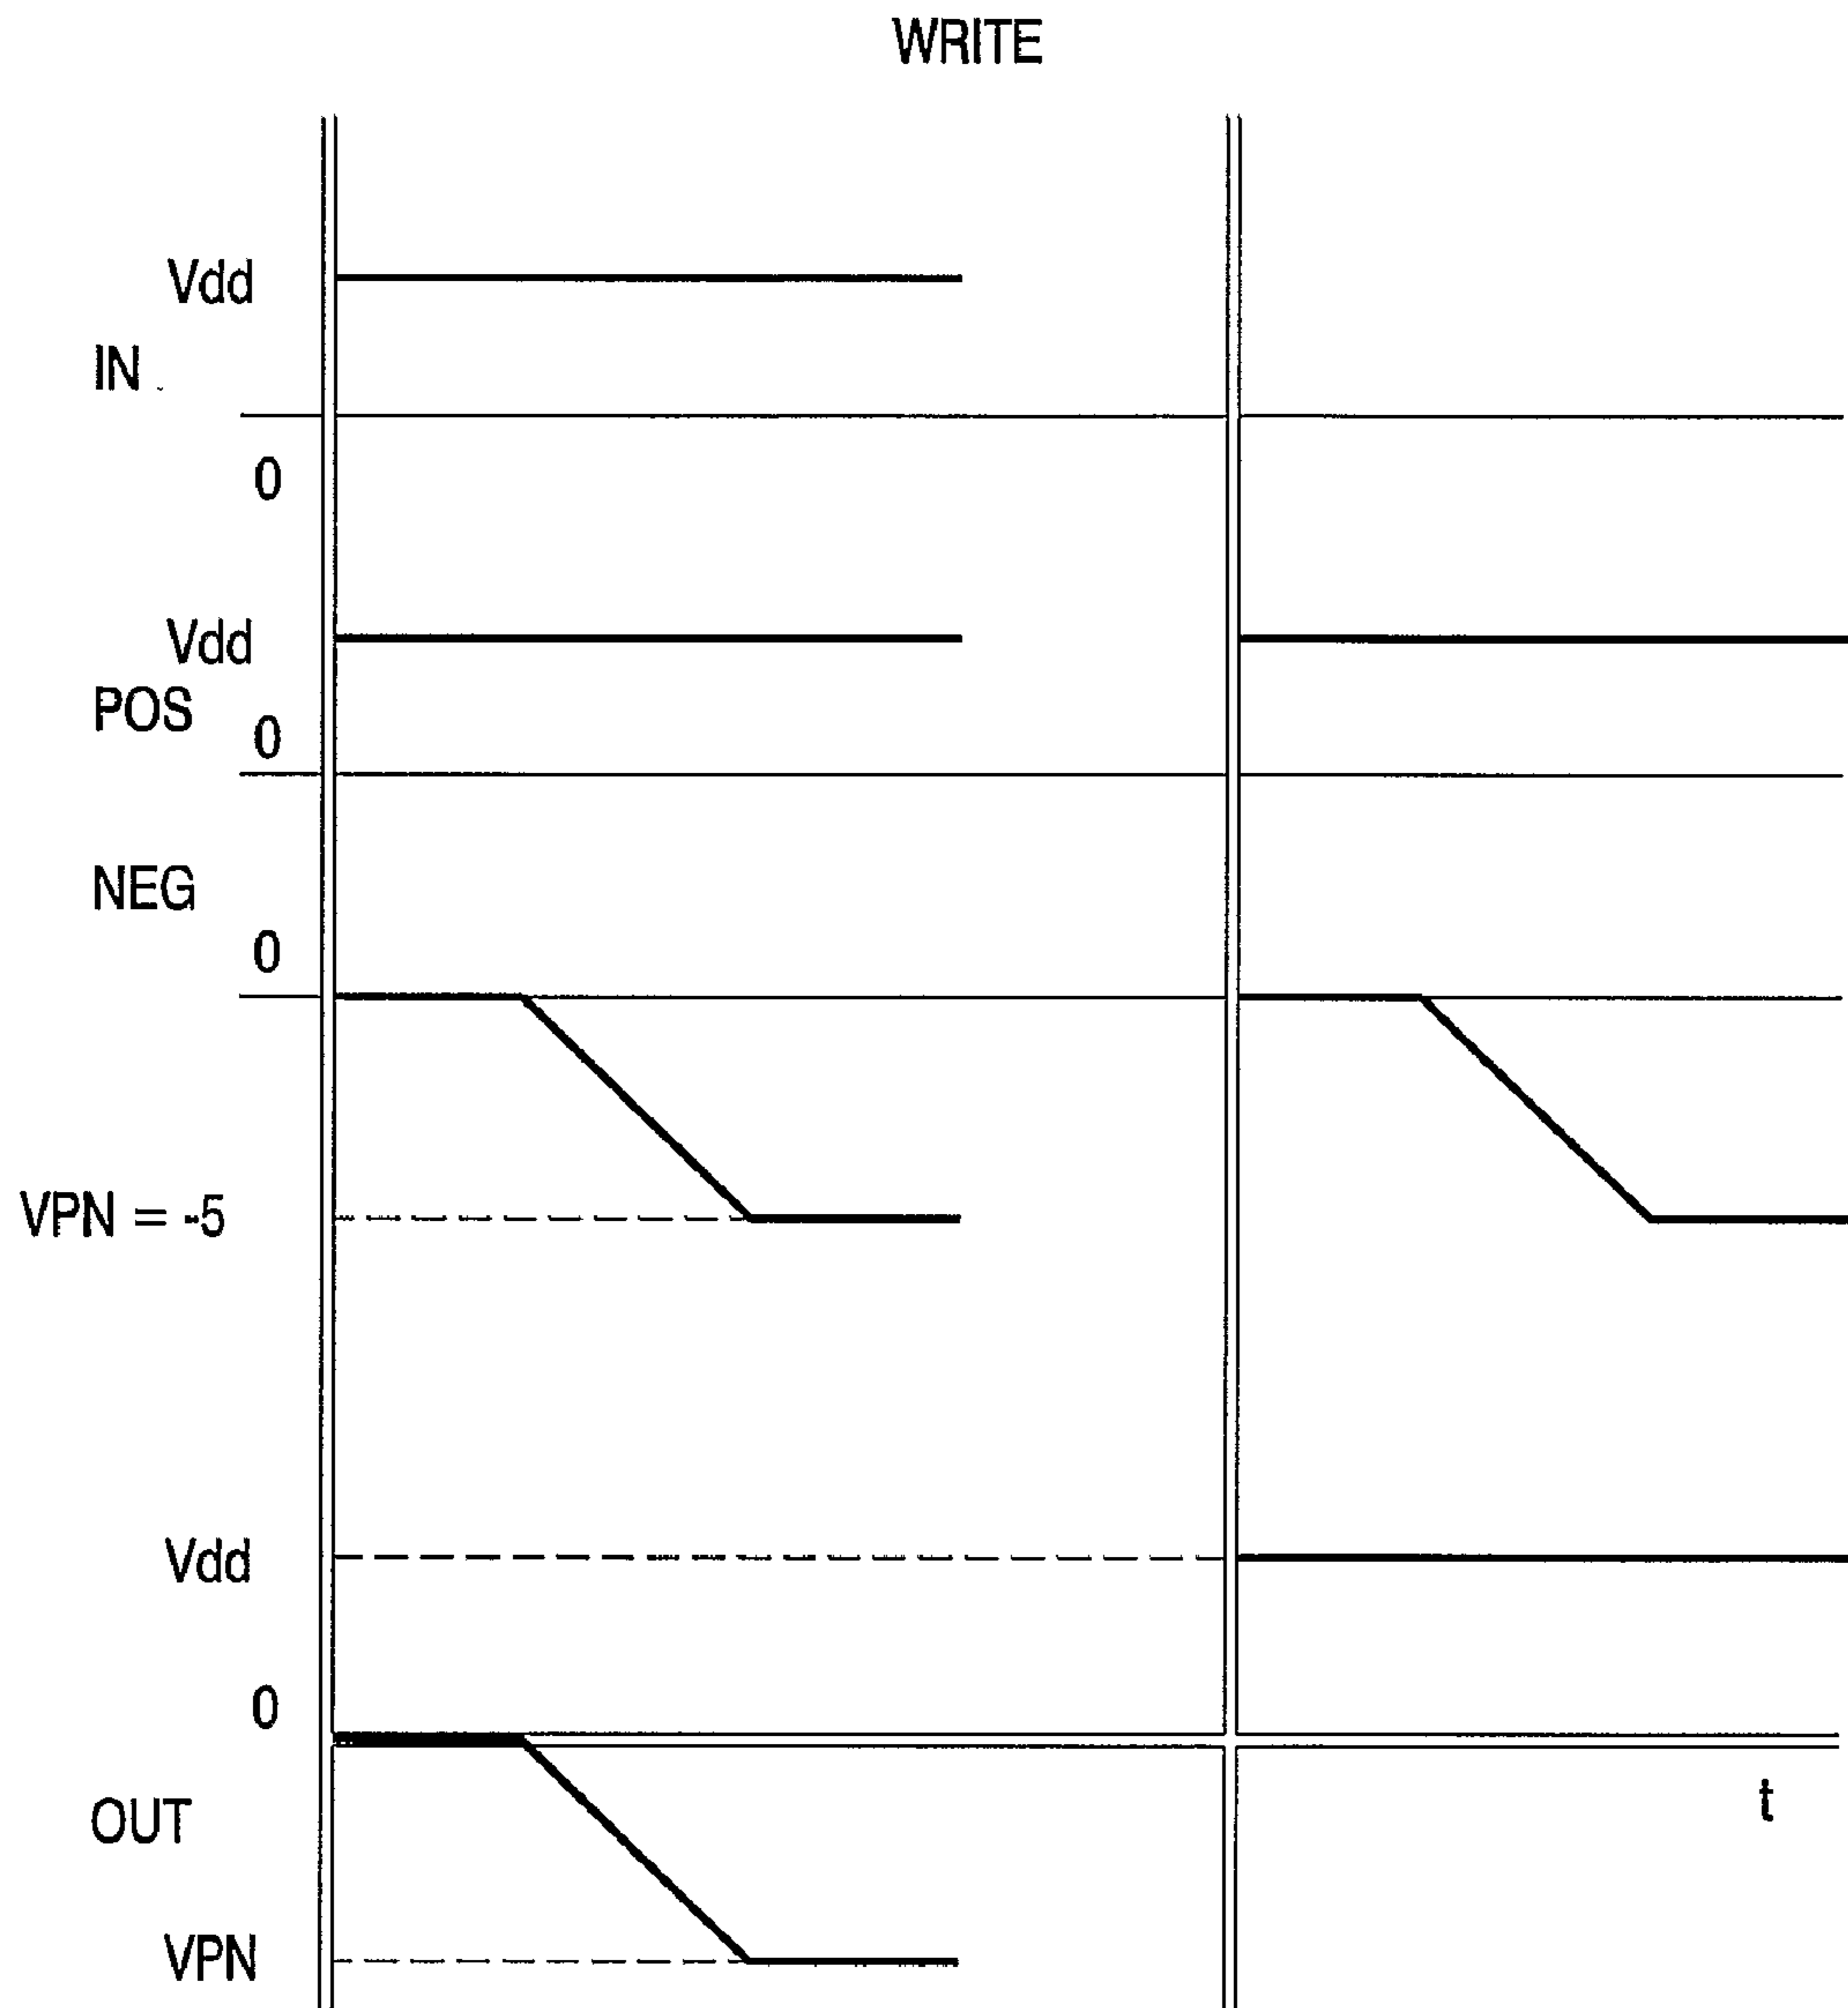 WRITE
Vdd
IN
0
Vdd
POS 0
NEG
0
VPN = -5
Vdd
0
t
OUT
VPN